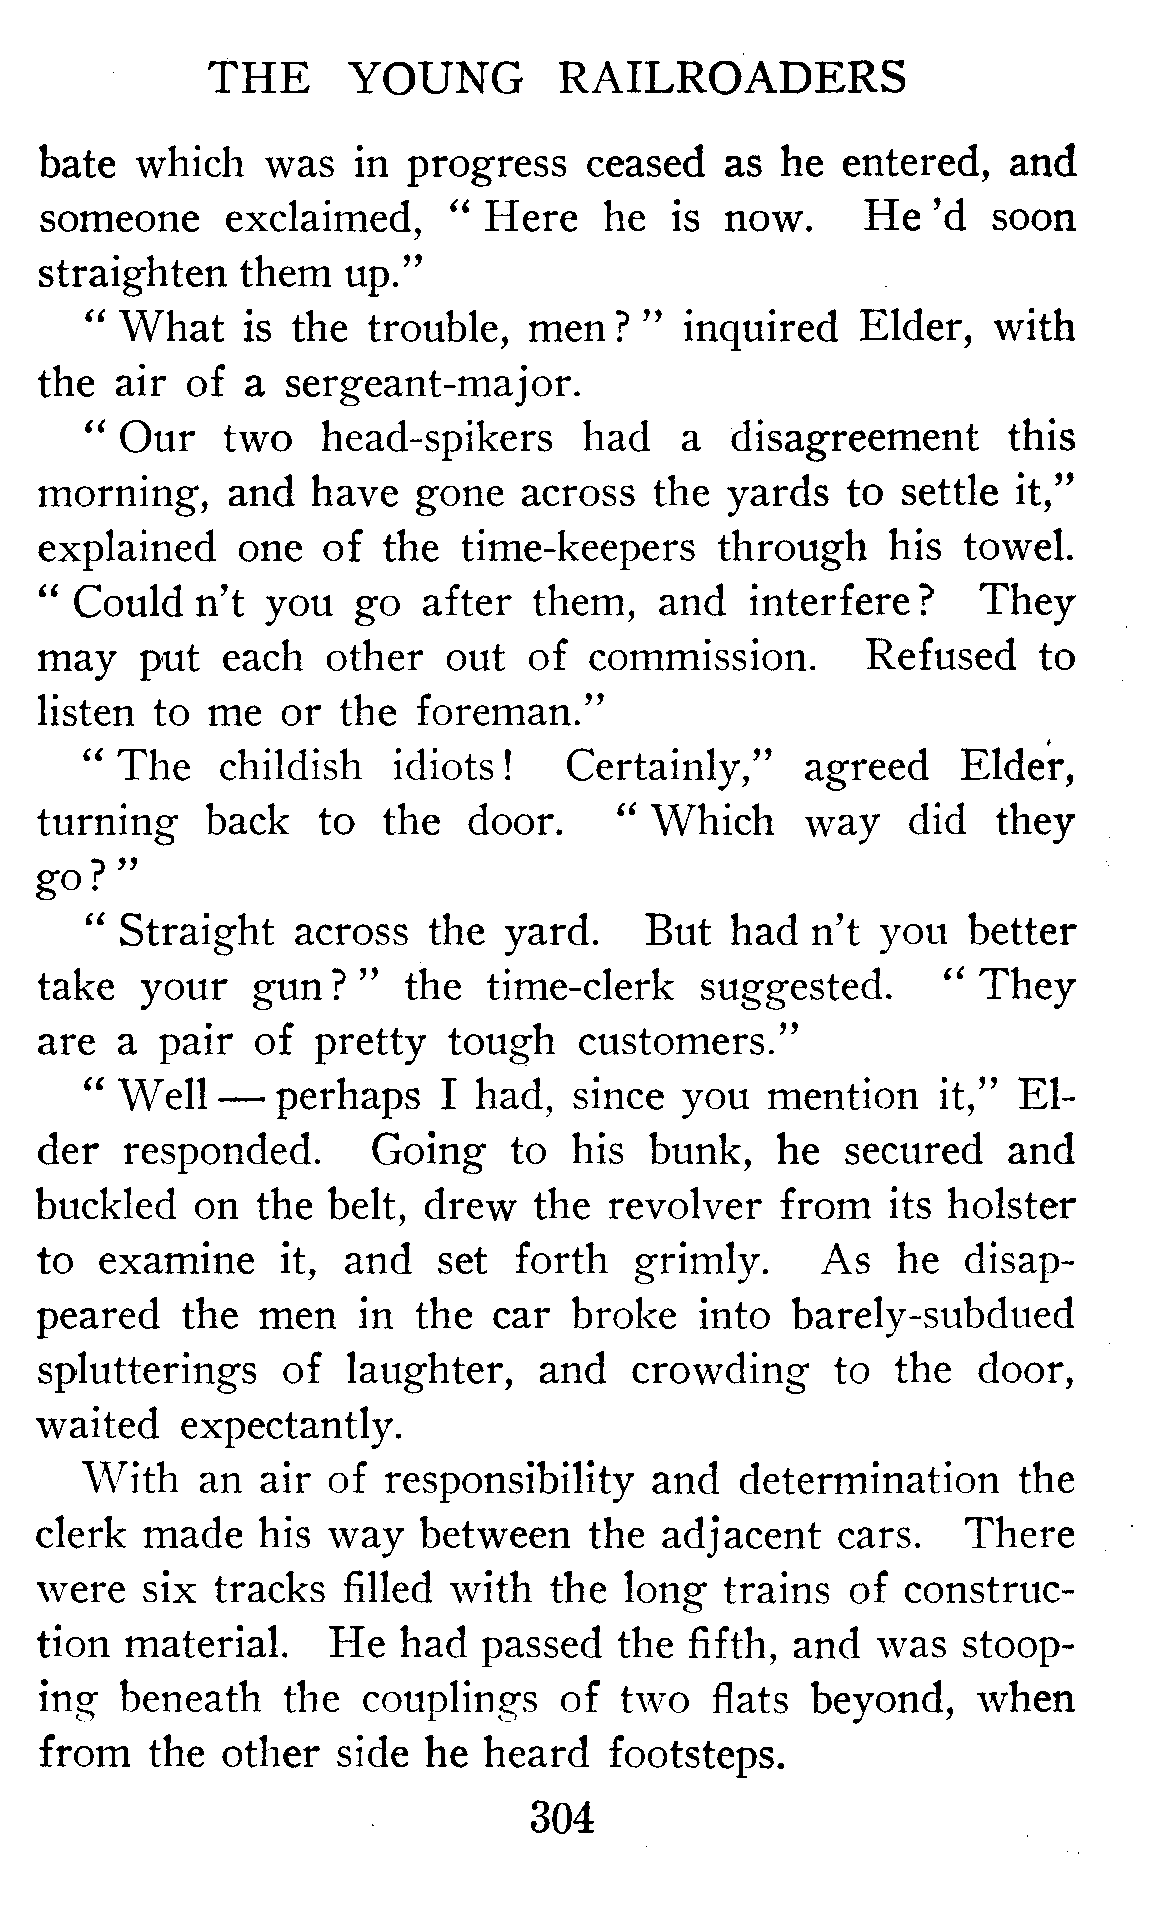 THE YOUNG RAILROADERS
bate which was in progress ceased as he entered, and
someone exclaimed, “ Here he is now. He ’d soon
straighten them up.”
“ What is the trouble, men ? ” inquired Elder, with
the air of a sergeant-major.
“ Our two head-spikers had a disagreement this
morning, and have gone across the yards to settle it,”
explained one of the time-keepers through his towel.
“ Could n’t you go after them, and interfere ? They
may put each other out of commission. Refused to
listen to me or the foreman.”
“ The childish idiots ! Certainly,” agreed Elder,
turning back to the door. “ Which way did they
go ? ”
“ Straight across the yard. But had n’t you better
take your gun ? ” the time-clerk suggested. “ They
are a pair of pretty tough customers.”
“ Well — perhaps I had, since you mention it,” El-
der responded. Going to his bunk, he secured and
buckled on the belt, drew the revolver from its holster
to examine it, and set forth grimly. As he disap-
peared the men in the car broke into barely-subdued
splutterings of laughter, and crowding to the door,
waited expectantly.
With an air of responsibility and determination the
clerk made his way between the adjacent cars. There
were six tracks filled with the long trains of construc-
tion material. He had passed the fifth, and was stoop-
ing beneath the couplings of two flats beyond, when
from the other side he heard footsteps.
304